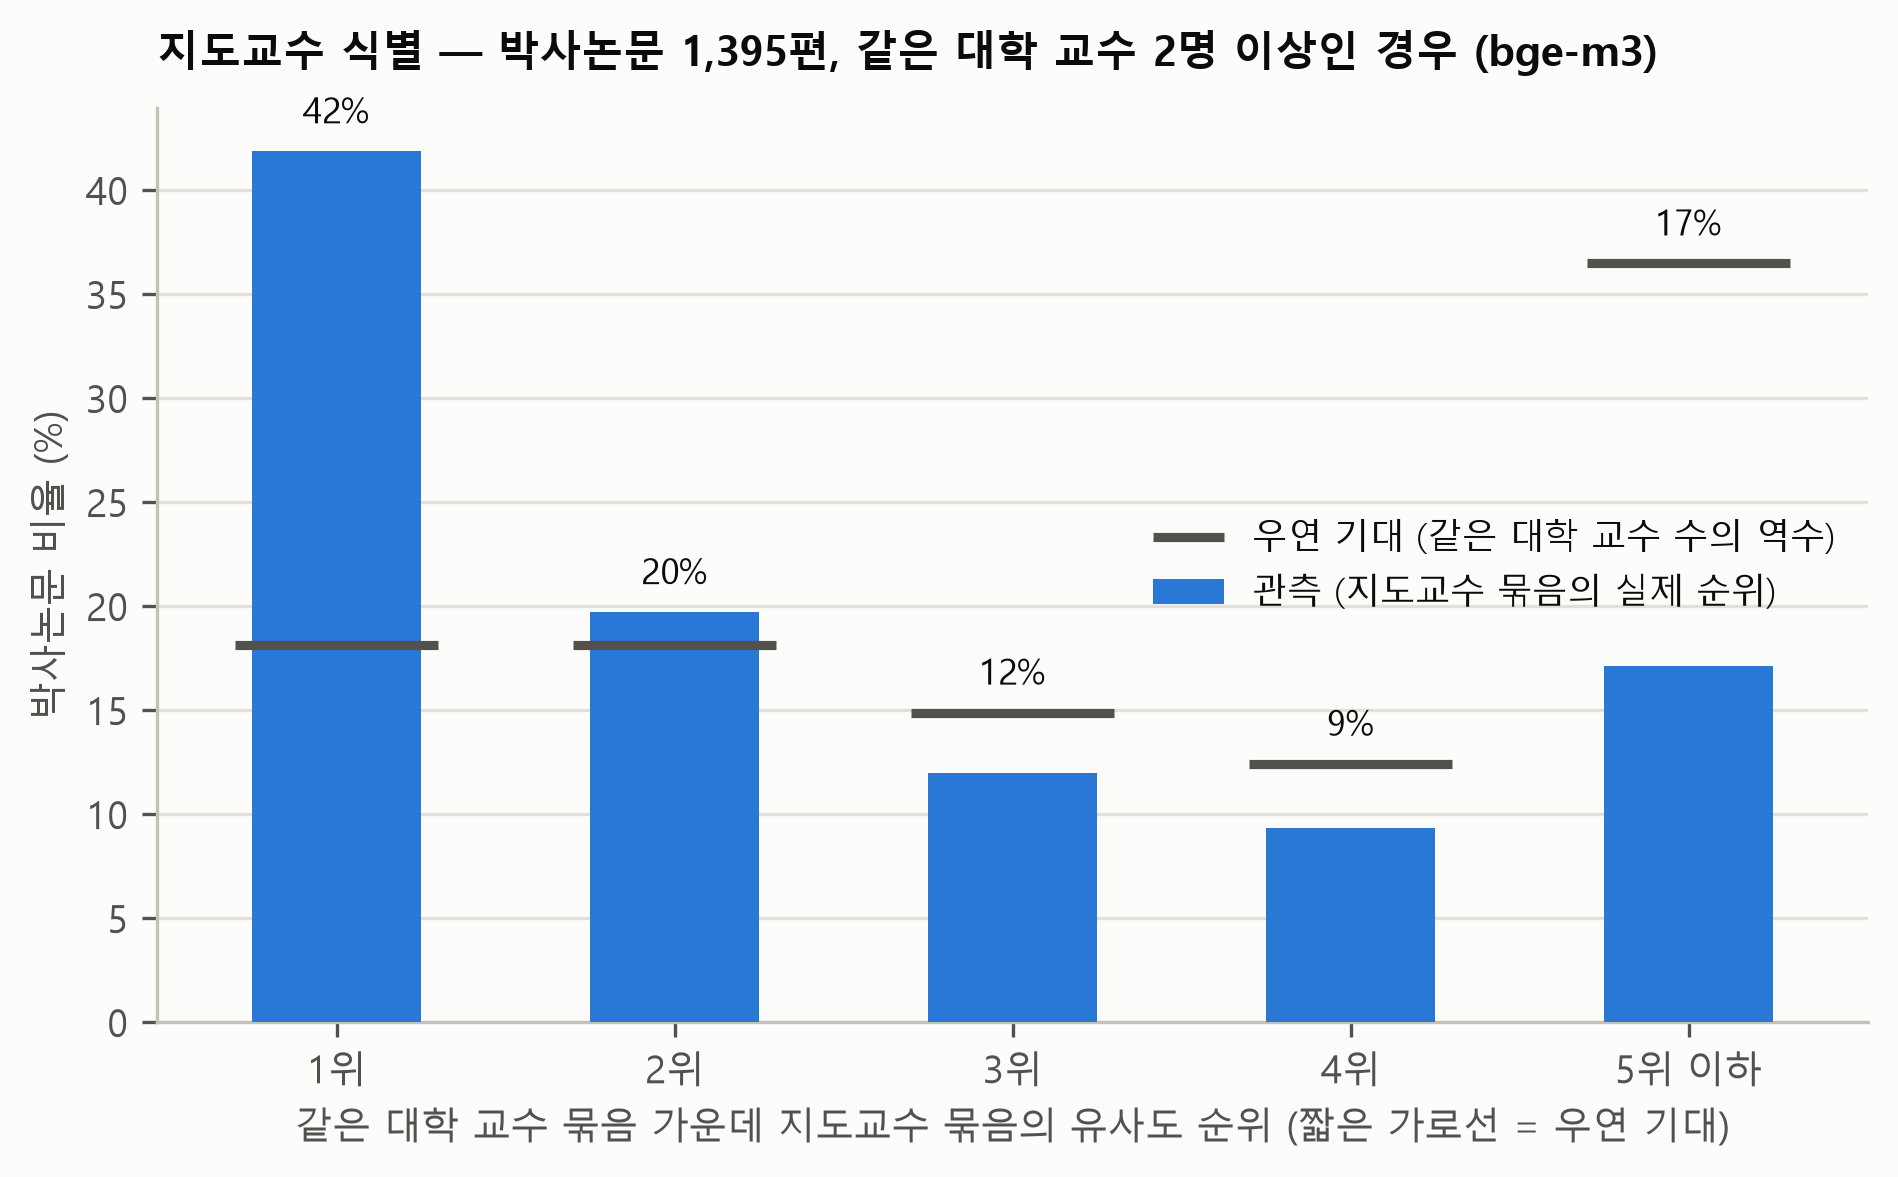 지도교수 식별 — 박사논문 1,395편, 같은 대학 교수 2명 이상인 경우 (bge-m3)
박사논문 비율 (%)
40
35
30
25
20
15
10
5
0
42%
20%
12%
9%
17%
우연 기대 (같은 대학 교수 수의 역수)
관측 (지도교수 묶음의 실제 순위)
1위
2위
3위
4위
5위 이하
같은 대학 교수 묶음 가운데 지도교수 묶음의 유사도 순위 (짧은 가로선 = 우연 기대)